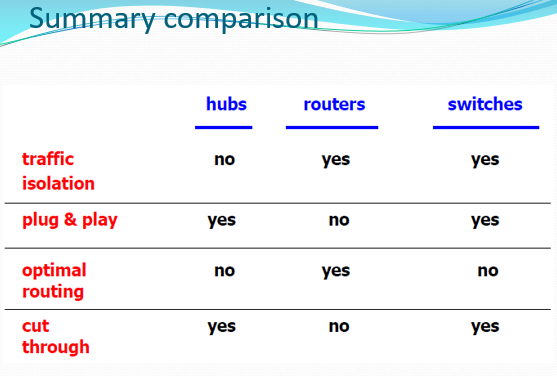 Summary comparison
hubs routers switches
traffic
isolation no yes yes
plug & play yes no yes
optimal
routing no yes no
cut
through yes no yes